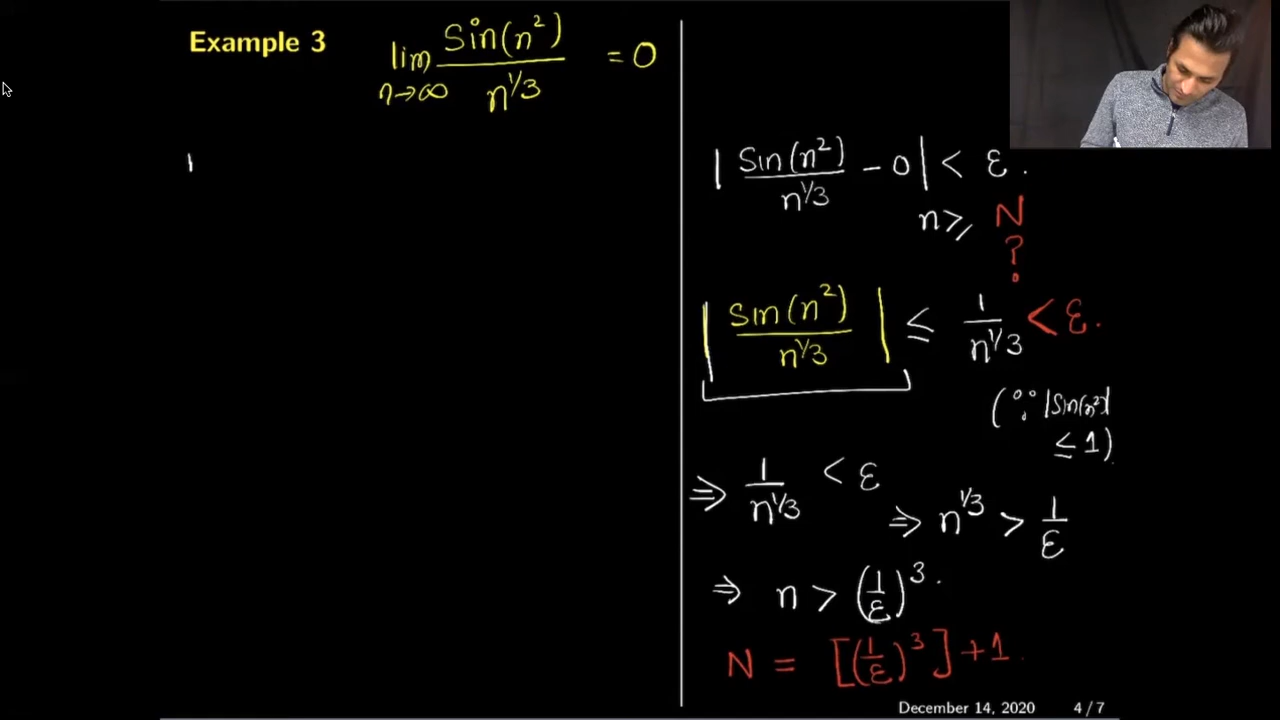 Example 3 lim n→∞ Sin(n²)/n^1/3 = 0
| Sin(n²)/n^1/3 − 0 | < ε.
n ⩾ N
?
| Sin(n²)/n^1/3 | ≤ 1/n^1/3 < ε.
(∵ |Sin(n²)|
≤ 1)
⇒ 1/n^1/3 < ε
⇒ n^1/3 > 1/ε
⇒ n > (1/ε)³.
N = [(1/ε)³] + 1.
December 14, 2020 4 / 7